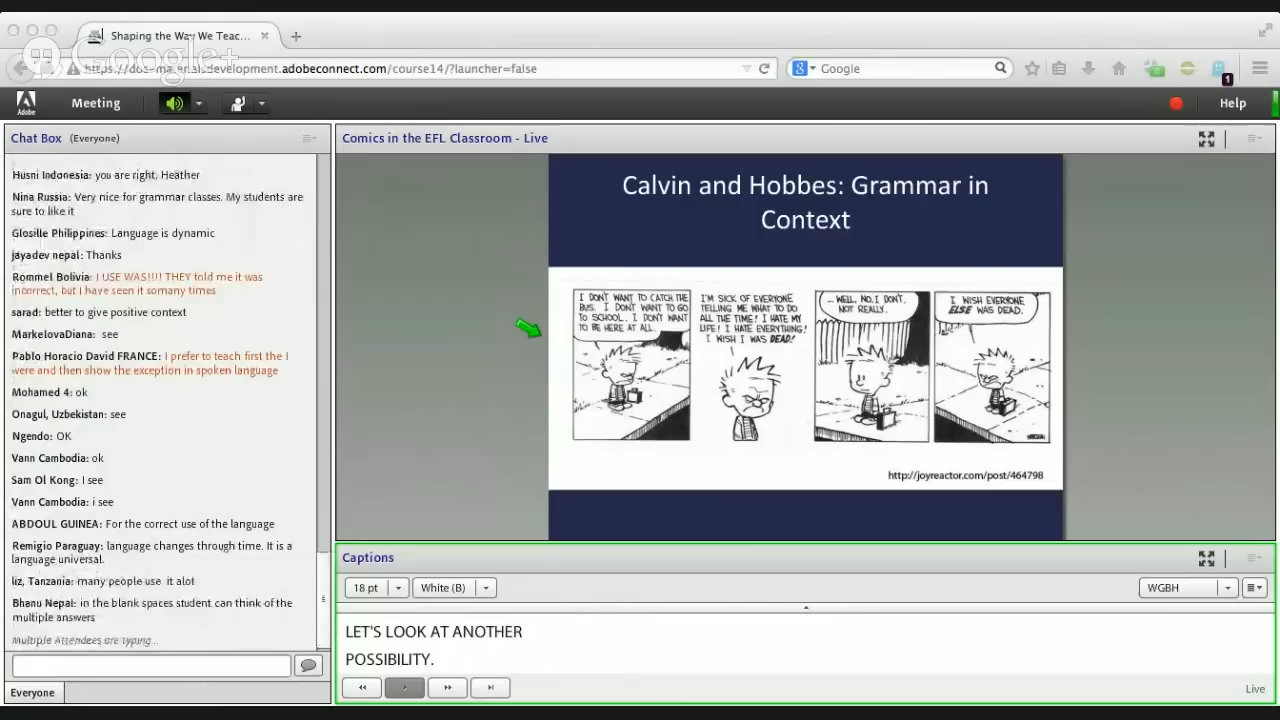 Shaping the Way We Teac...
Google+
https://dos-materialsdevelopment.adobeconnect.com/course14/?launcher=false
Google
1
Adobe
Meeting
Help
Chat Box (Everyone)
Husni Indonesia: you are right, Heather
Nina Russia: Very nice for grammar classes. My students are
sure to like it
Glosille Philippines: Language is dynamic
jayadev nepal: Thanks
Rommel Bolivia: I USE WAS!!!! THEY told me it was
incorrect, but I have seen it somany times
sarad: better to give positive context
MarkelovaDiana: see
Pablo Horacio David FRANCE: I prefer to teach first the I
were and then show the exception in spoken language
Mohamed 4: ok
Onagul, Uzbekistan: see
Ngendo: OK
Vann Cambodia: ok
Sam Ol Kong: I see
Vann Cambodia: i see
ABDOUL GUINEA: For the correct use of the language
Remigio Paraguay: language changes through time. It is a
language universal.
liz, Tanzania: many people use it alot
Bhanu Nepal: in the blank spaces student can think of the
multiple answers
Multiple Attendees are typing...
Everyone
Comics in the EFL Classroom - Live
Calvin and Hobbes: Grammar in
Context
I DON'T WANT TO CATCH THE
BUS. I DON'T WANT TO GO
TO SCHOOL. I DON'T WANT
TO BE HERE AT ALL.
I'M SICK OF EVERYONE
TELLING ME WHAT TO DO
ALL THE TIME! I HATE MY
LIFE! I HATE EVERYTHING!
I WISH I WAS DEAD!
... WELL, NO, I DON'T.
NOT REALLY.
I WISH EVERYONE
ELSE WAS DEAD.
http://joyreactor.com/post/464798
Captions
18 pt
White (B)
WGBH
LET'S LOOK AT ANOTHER
POSSIBILITY.
Live